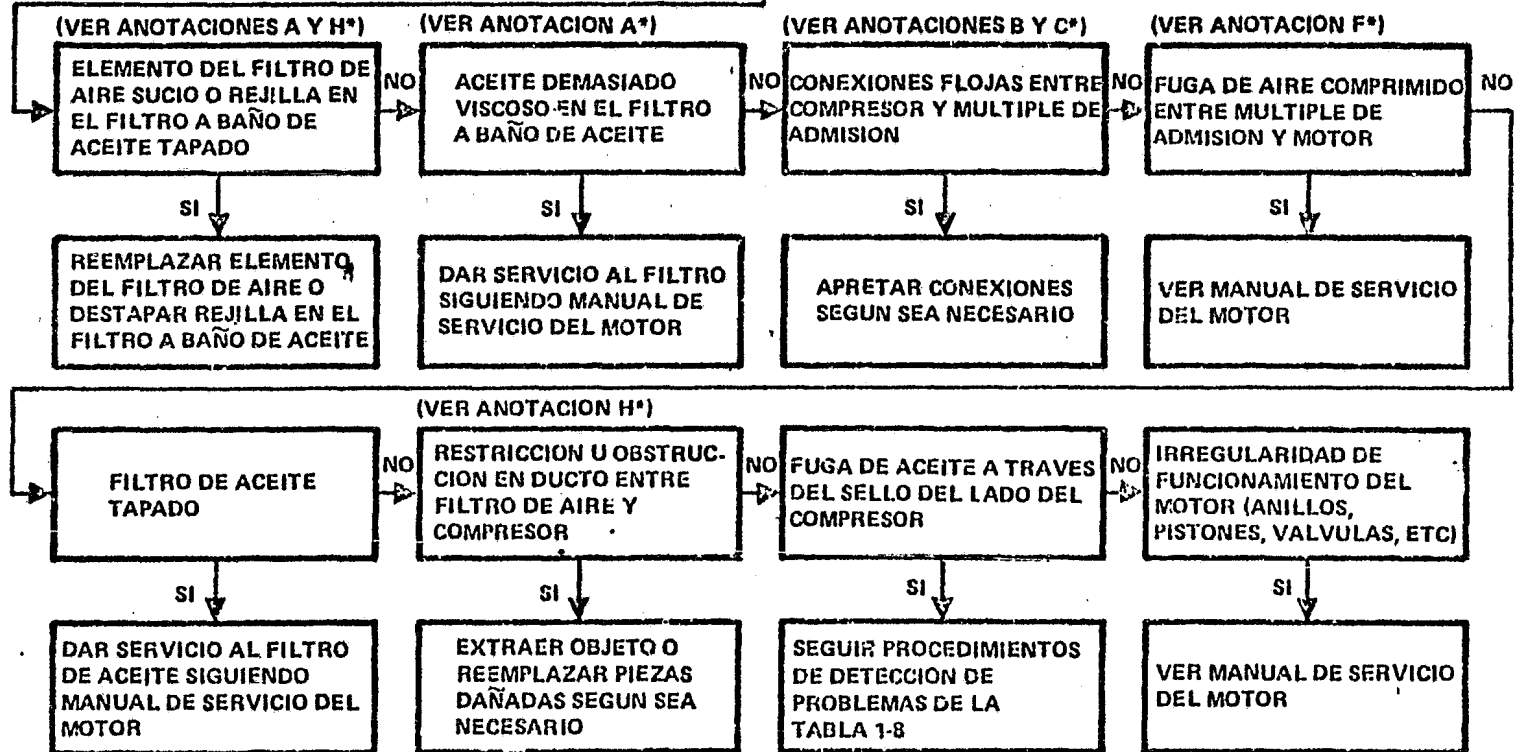 (VER ANOTACIONES A Y H*)
ELEMENTO DEL FILTRO DE
AIRE SUCIO O REJILLA EN
EL FILTRO A BAÑO DE
ACEITE TAPADO
NO
(VER ANOTACION A*)
ACEITE DEMASIADO
VISCOSO EN EL FILTRO
A BAÑO DE ACEITE
NO
(VER ANOTACIONES B Y C*)
CONEXIONES FLOJAS ENTRE
COMPRESOR Y MULTIPLE DE
ADMISION
NO
(VER ANOTACION F*)
FUGA DE AIRE COMPRIMIDO
ENTRE MULTIPLE DE
ADMISION Y MOTOR
NO
SI
REEMPLAZAR ELEMENTO
DEL FILTRO DE AIRE O
DESTAPAR REJILLA EN EL
FILTRO A BAÑO DE ACEITE
SI
DAR SERVICIO AL FILTRO
SIGUIENDO MANUAL DE
SERVICIO DEL MOTOR
SI
APRETAR CONEXIONES
SEGUN SEA NECESARIO
SI
VER MANUAL DE SERVICIO
DEL MOTOR
FILTRO DE ACEITE
TAPADO
NO
(VER ANOTACION H*)
RESTRICCION U OBSTRUC-
CION EN DUCTO ENTRE
FILTRO DE AIRE Y
COMPRESOR
NO
FUGA DE ACEITE A TRAVES
DEL SELLO DEL LADO DEL
COMPRESOR
NO
IRREGULARIDAD DE
FUNCIONAMIENTO DEL
MOTOR (ANILLOS,
PISTONES, VALVULAS, ETC)
SI
DAR SERVICIO AL FILTRO
DE ACEITE SIGUIENDO
MANUAL DE SERVICIO DEL
MOTOR
SI
EXTRAER OBJETO O
REEMPLAZAR PIEZAS
DAÑADAS SEGUN SEA
NECESARIO
SI
SEGUIR PROCEDIMIENTOS
DE DETECCION DE
PROBLEMAS DE LA
TABLA 1-8
SI
VER MANUAL DE SERVICIO
DEL MOTOR